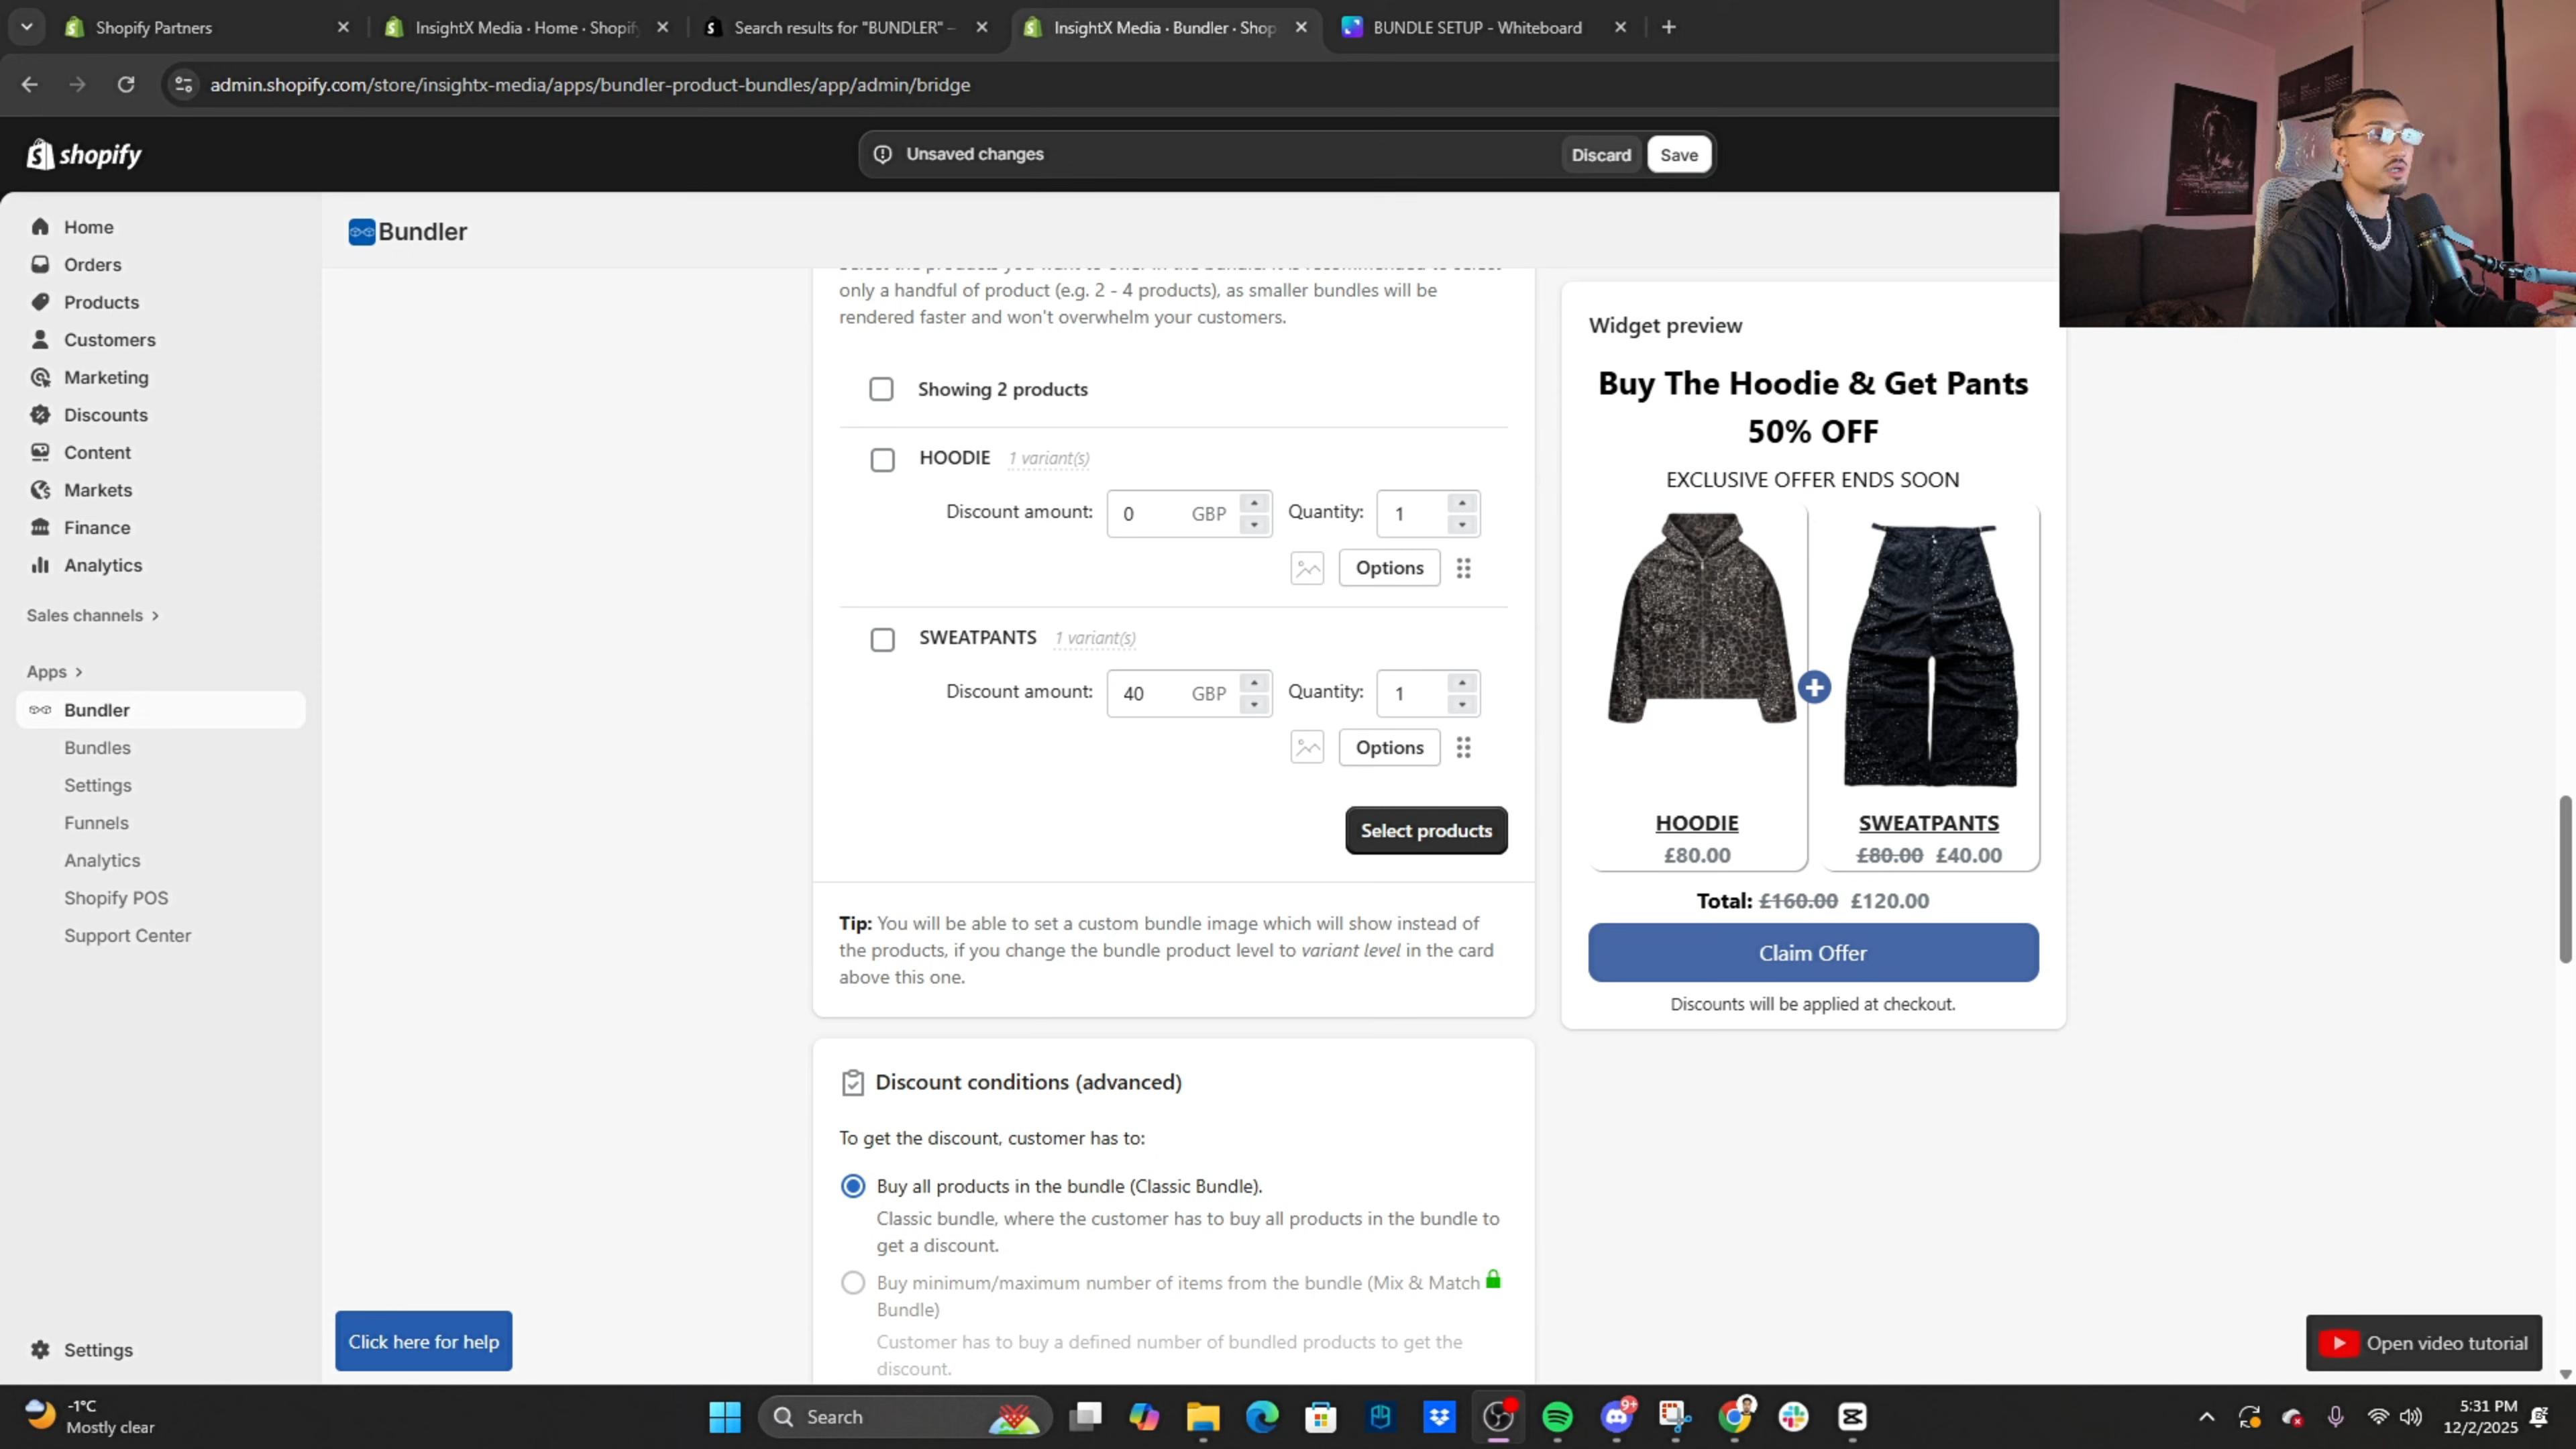 Shopify Partners
InsightX Media · Home · Shopif
Search results for "BUNDLER" –
InsightX Media · Bundler · Shop
BUNDLE SETUP - Whiteboard
admin.shopify.com/store/insightx-media/apps/bundler-product-bundles/app/admin/bridge
shopify
Unsaved changes
Discard
Save
Home
Orders
Products
Customers
Marketing
Discounts
Content
Markets
Finance
Analytics
Sales channels
Apps
Bundler
Bundles
Settings
Funnels
Analytics
Shopify POS
Support Center
Settings
Bundler
only a handful of product (e.g. 2 - 4 products), as smaller bundles will be
rendered faster and won't overwhelm your customers.
Showing 2 products
HOODIE 1 variant(s)
Discount amount: 0 GBP Quantity: 1
Options
SWEATPANTS 1 variant(s)
Discount amount: 40 GBP Quantity: 1
Options
Select products
Tip: You will be able to set a custom bundle image which will show instead of
the products, if you change the bundle product level to variant level in the card
above this one.
Discount conditions (advanced)
To get the discount, customer has to:
Buy all products in the bundle (Classic Bundle).
Classic bundle, where the customer has to buy all products in the bundle to
get a discount.
Buy minimum/maximum number of items from the bundle (Mix & Match
Bundle)
Customer has to buy a defined number of bundled products to get the
discount.
Widget preview
Buy The Hoodie & Get Pants
50% OFF
EXCLUSIVE OFFER ENDS SOON
HOODIE
£80.00
SWEATPANTS
£80.00 £40.00
Total: £160.00 £120.00
Claim Offer
Discounts will be applied at checkout.
Click here for help
Open video tutorial
-1°C
Mostly clear
Search
9+
5:31 PM
12/2/2025